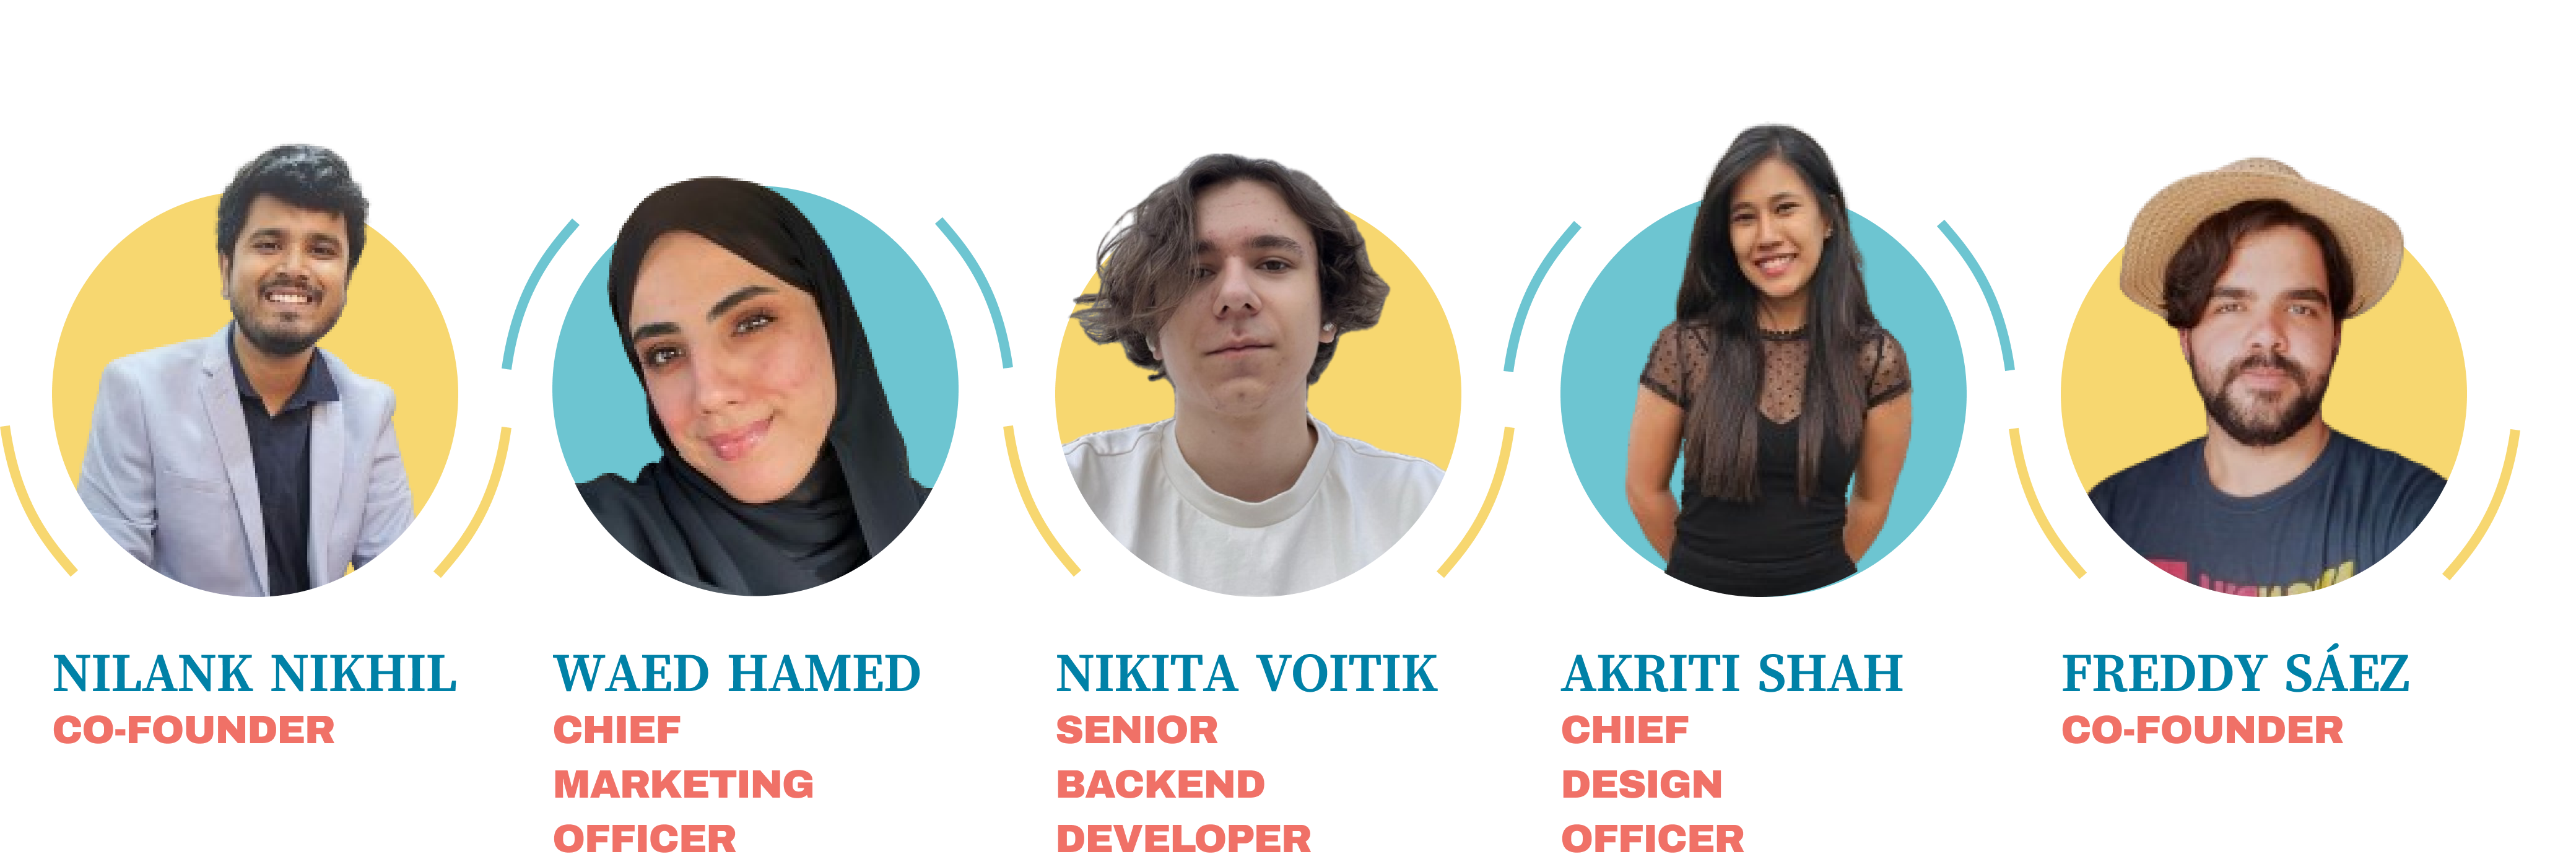 NILANK NIKHIL
CO-FOUNDER
WAED HAMED
CHIEF
MARKETING
OFFICER
NIKITA VOITIK
SENIOR
BACKEND
DEVELOPER
AKRITI SHAH
CHIEF
DESIGN
OFFICER
FREDDY SÁEZ
CO-FOUNDER